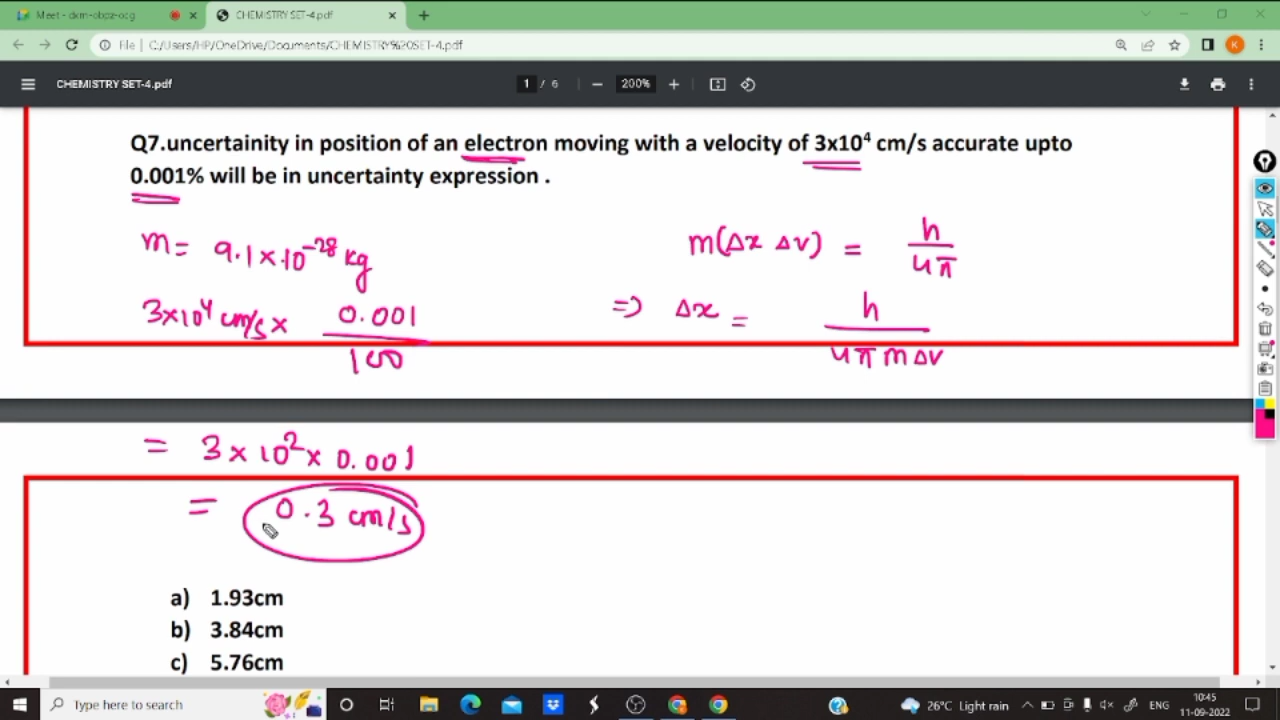 Meet - dxm-obpz-ocg
CHEMISTRY SET-4.pdf
File | C:/Users/HP/OneDrive/Documents/CHEMISTRY%20SET-4.pdf
CHEMISTRY SET-4.pdf 1 / 6 200%
Q7.uncertainity in position of an electron moving with a velocity of 3x10⁴ cm/s accurate upto
0.001% will be in uncertainty expression .
m = 9.1×10⁻²⁸ kg
m(Δx Δv) = h/4π
3×10⁴ cm/s × 0.001/100
⇒ Δx = h/4πmΔv
= 3 × 10² × 0.001
= 0.3 cm/s
a) 1.93cm
b) 3.84cm
c) 5.76cm
Type here to search
26°C Light rain
ENG
10:45
11-09-2022